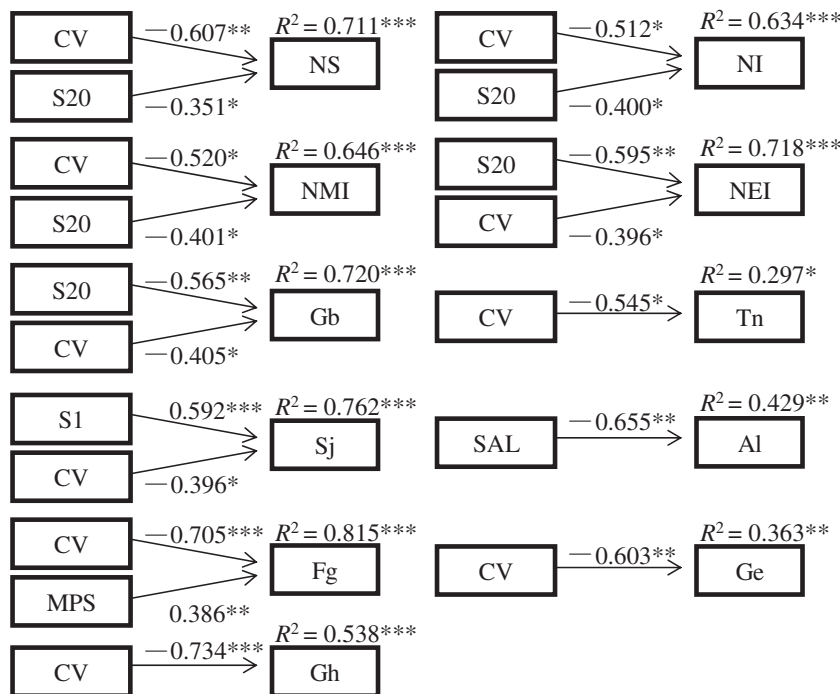 CV —0.607** R² = 0.711***
NS
S20 —0.351*
CV —0.512* R² = 0.634***
NI
S20 —0.400*
CV —0.520* R² = 0.646***
NMI
S20 —0.401*
S20 —0.595** R² = 0.718***
NEI
CV —0.396*
S20 —0.565** R² = 0.720***
Gb
CV —0.405*
R² = 0.297*
CV —0.545* Tn
S1 0.592*** R² = 0.762***
Sj
CV —0.396*
R² = 0.429**
SAL —0.655** Al
CV —0.705*** R² = 0.815***
Fg
MPS 0.386**
R² = 0.363**
CV —0.603** Ge
R² = 0.538***
CV —0.734*** Gh